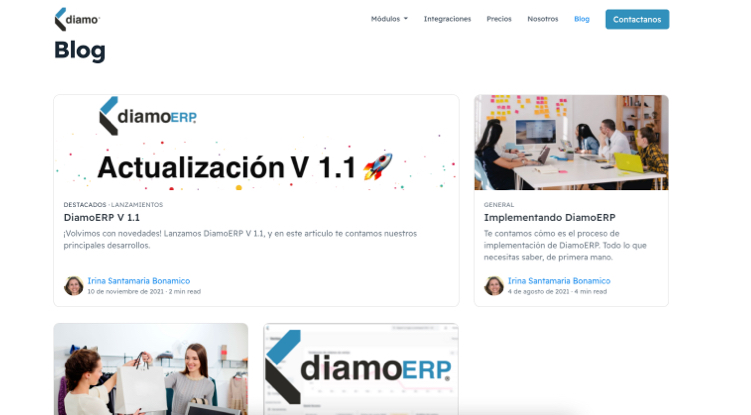 diamo
Módulos
Integraciones
Precios
Nosotros
Blog
Contactanos
Blog
diamoERP
Actualización V 1.1🚀
DESTACADOS · LANZAMIENTOS
DiamoERP V 1.1
¡Volvimos con novedades! Lanzamos DiamoERP V 1.1, y en este articulo te contamos nuestros
principales desarrollos.
Irina Santamaria Bonamico
10 de noviembre de 2021 · 2 min read
GENERAL
Implementando DiamoERP
Te contamos cómo es el proceso de
implementación de DiamoERP. Todo lo que
necesitas saber, de primera mano.
Irina Santamaria Bonamico
4 de agosto de 2021 · 4 min read
diamoERP